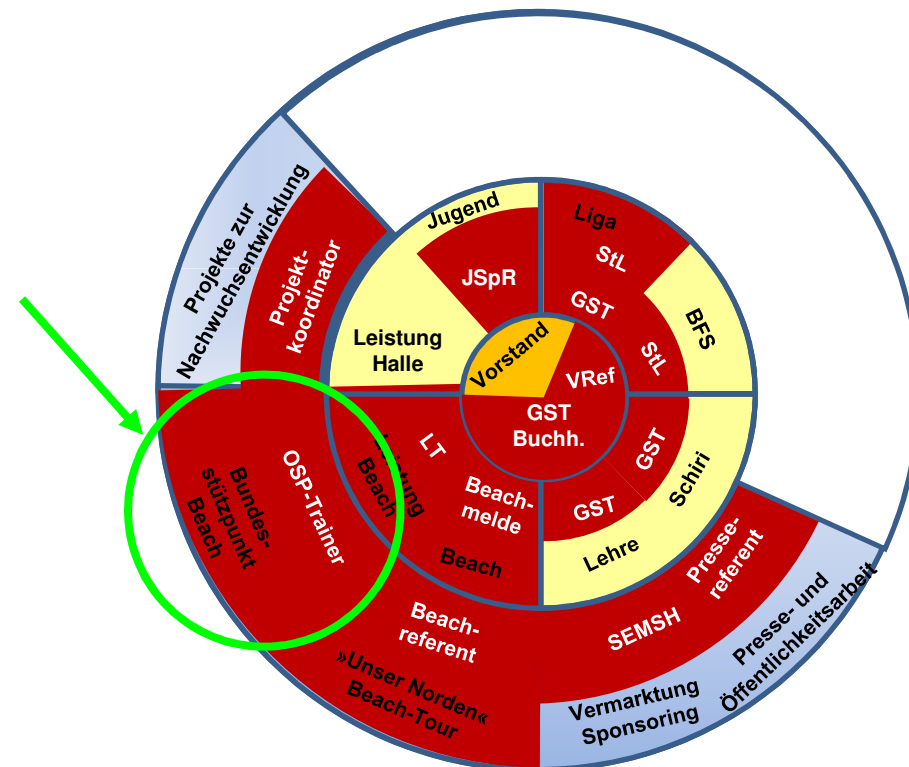 Projekte zur
Nachwuchsentwicklung
Projekt-
koordinator
Jugend
JSpR
Leistung
Halle
Liga
StL
GST
StL
BFS
Vorstand
VRef
GST
Buchh.
LT
Leistung
Beach
Beach-
melde
Beach
GST
Schiri
GST
Lehre
OSP-Trainer
Bundes-
stützpunkt
Beach
Beach-
referent
»Unser Norden«
Beach-Tour
SEMSH
Presse-
referent
Vermarktung
Sponsoring
Presse- und
Öffentlichkeitsarbeit